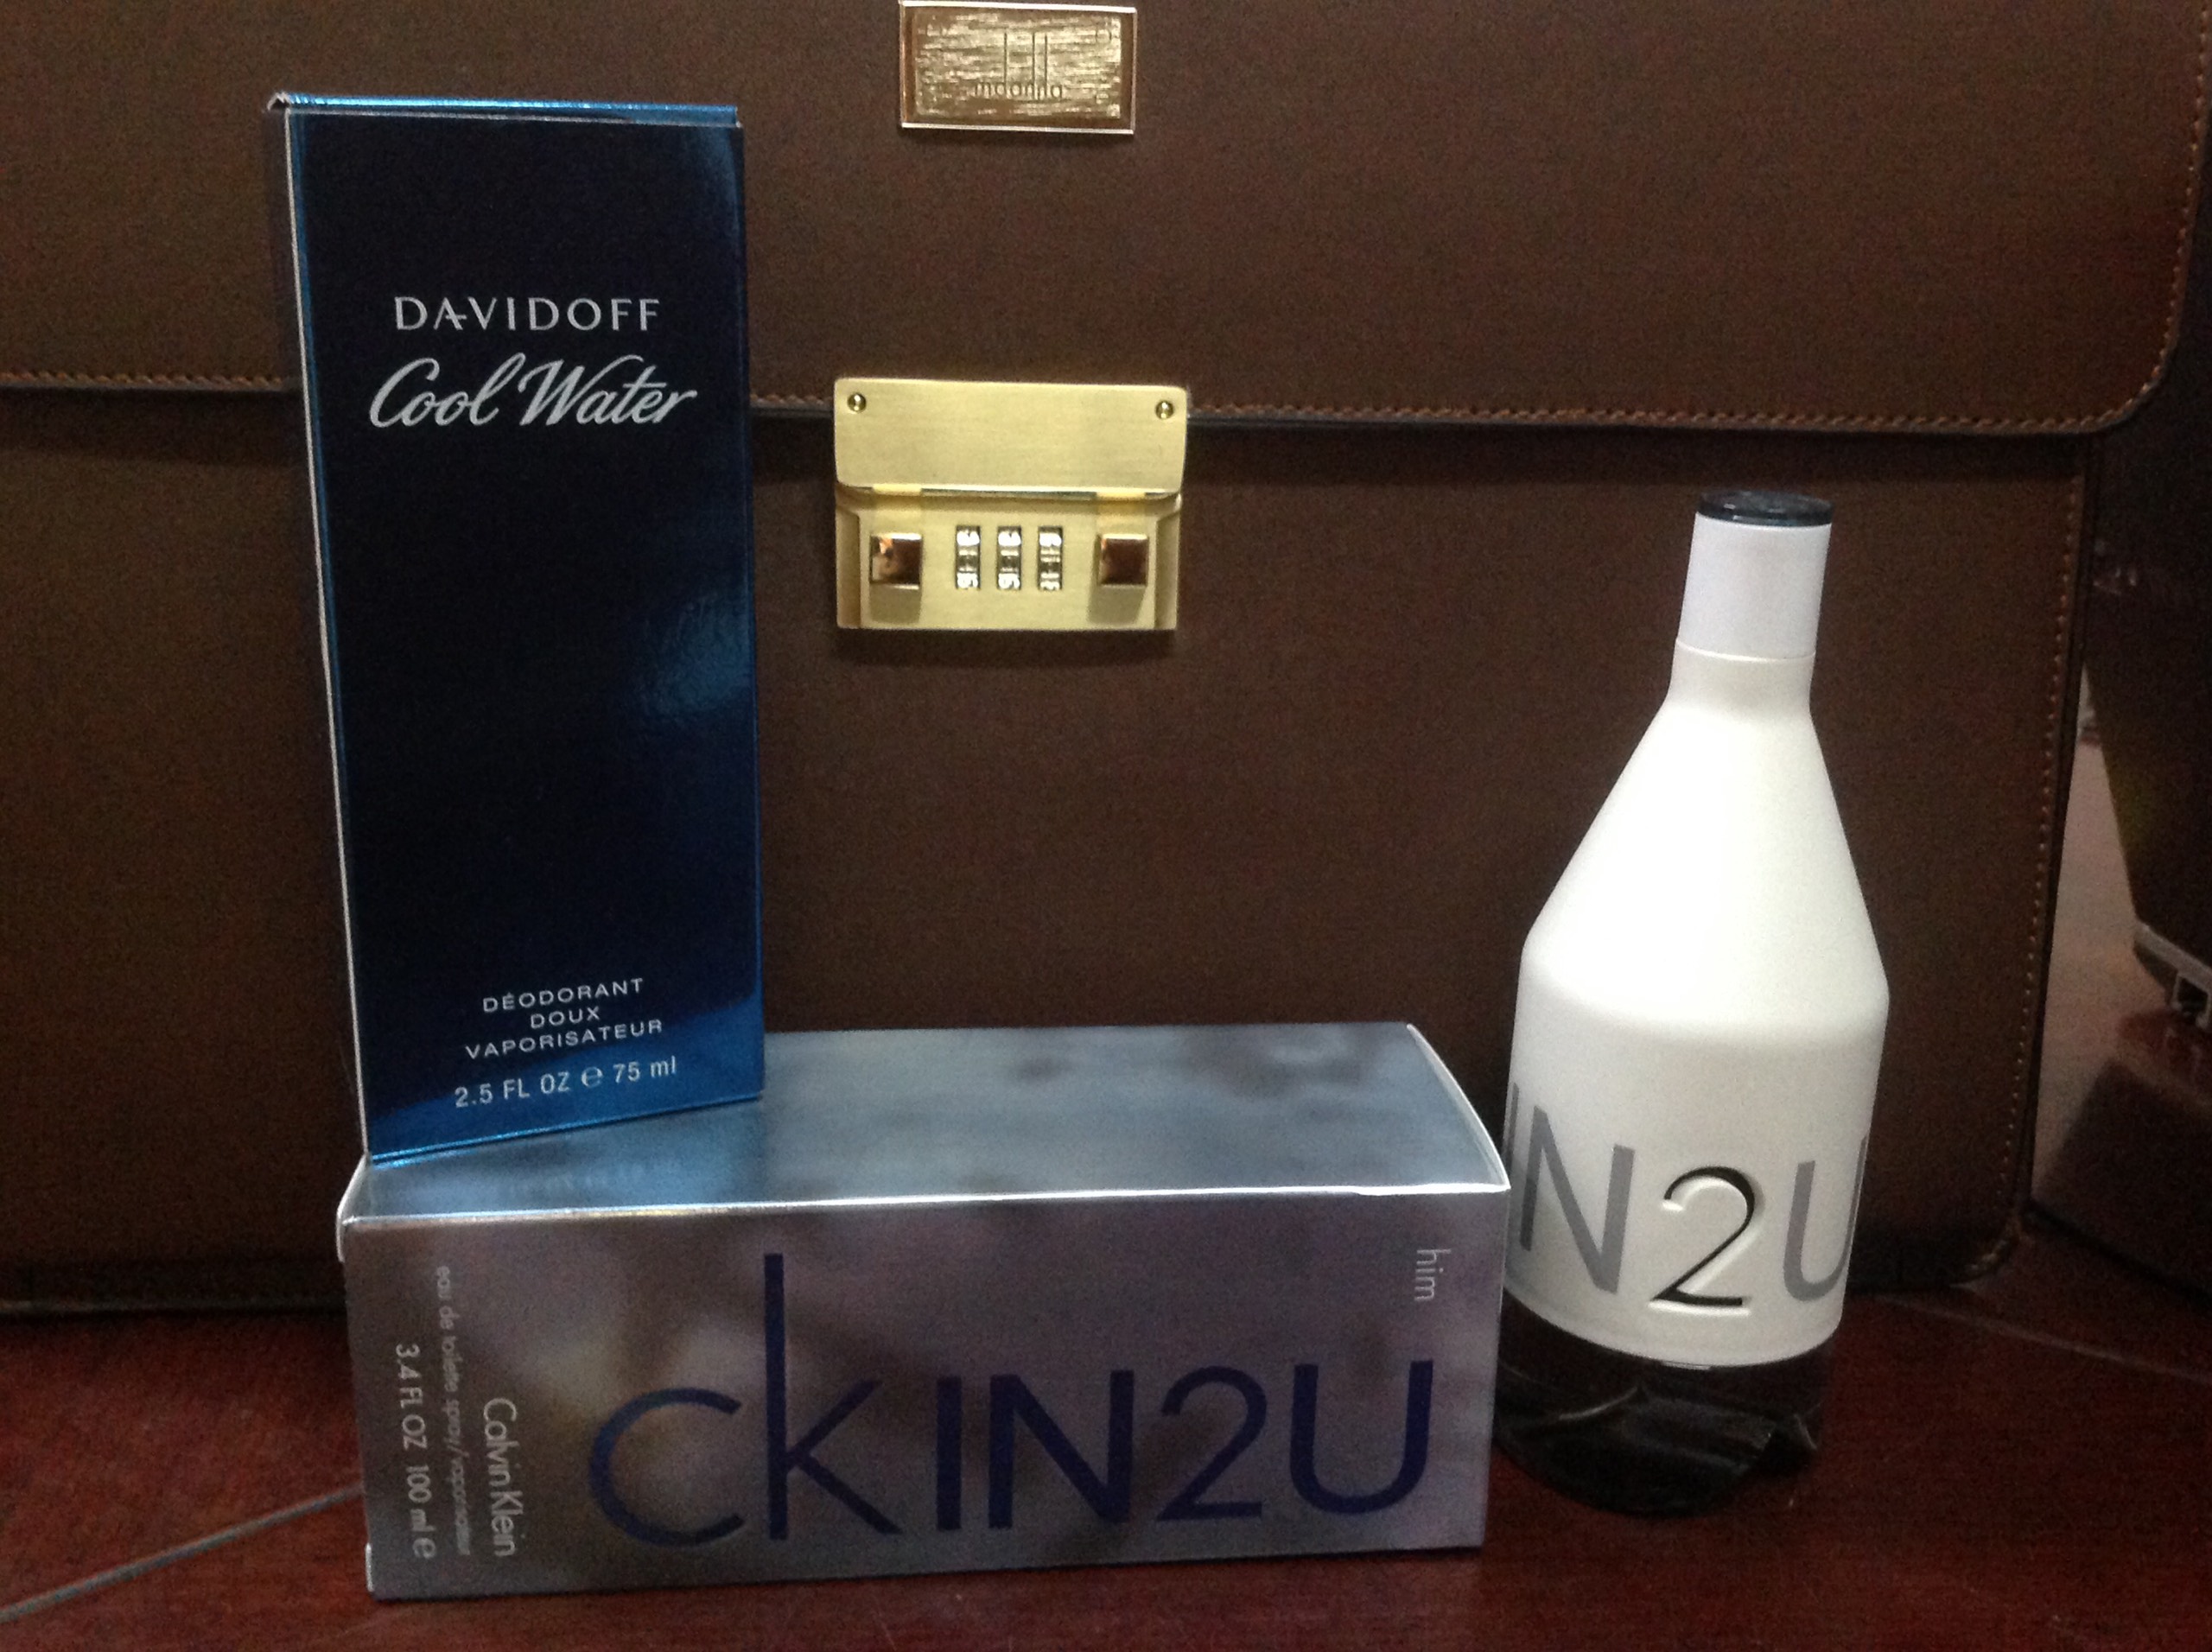 DAVIDOFF
Cool Water
DÉODORANT
DOUX
VAPORISATEUR
2.5 FL OZ e 75 ml
him
ckIN2U
Calvin Klein
eau de toilette spray/vaporisateur
3.4 FL OZ 100 ml e
IN2U